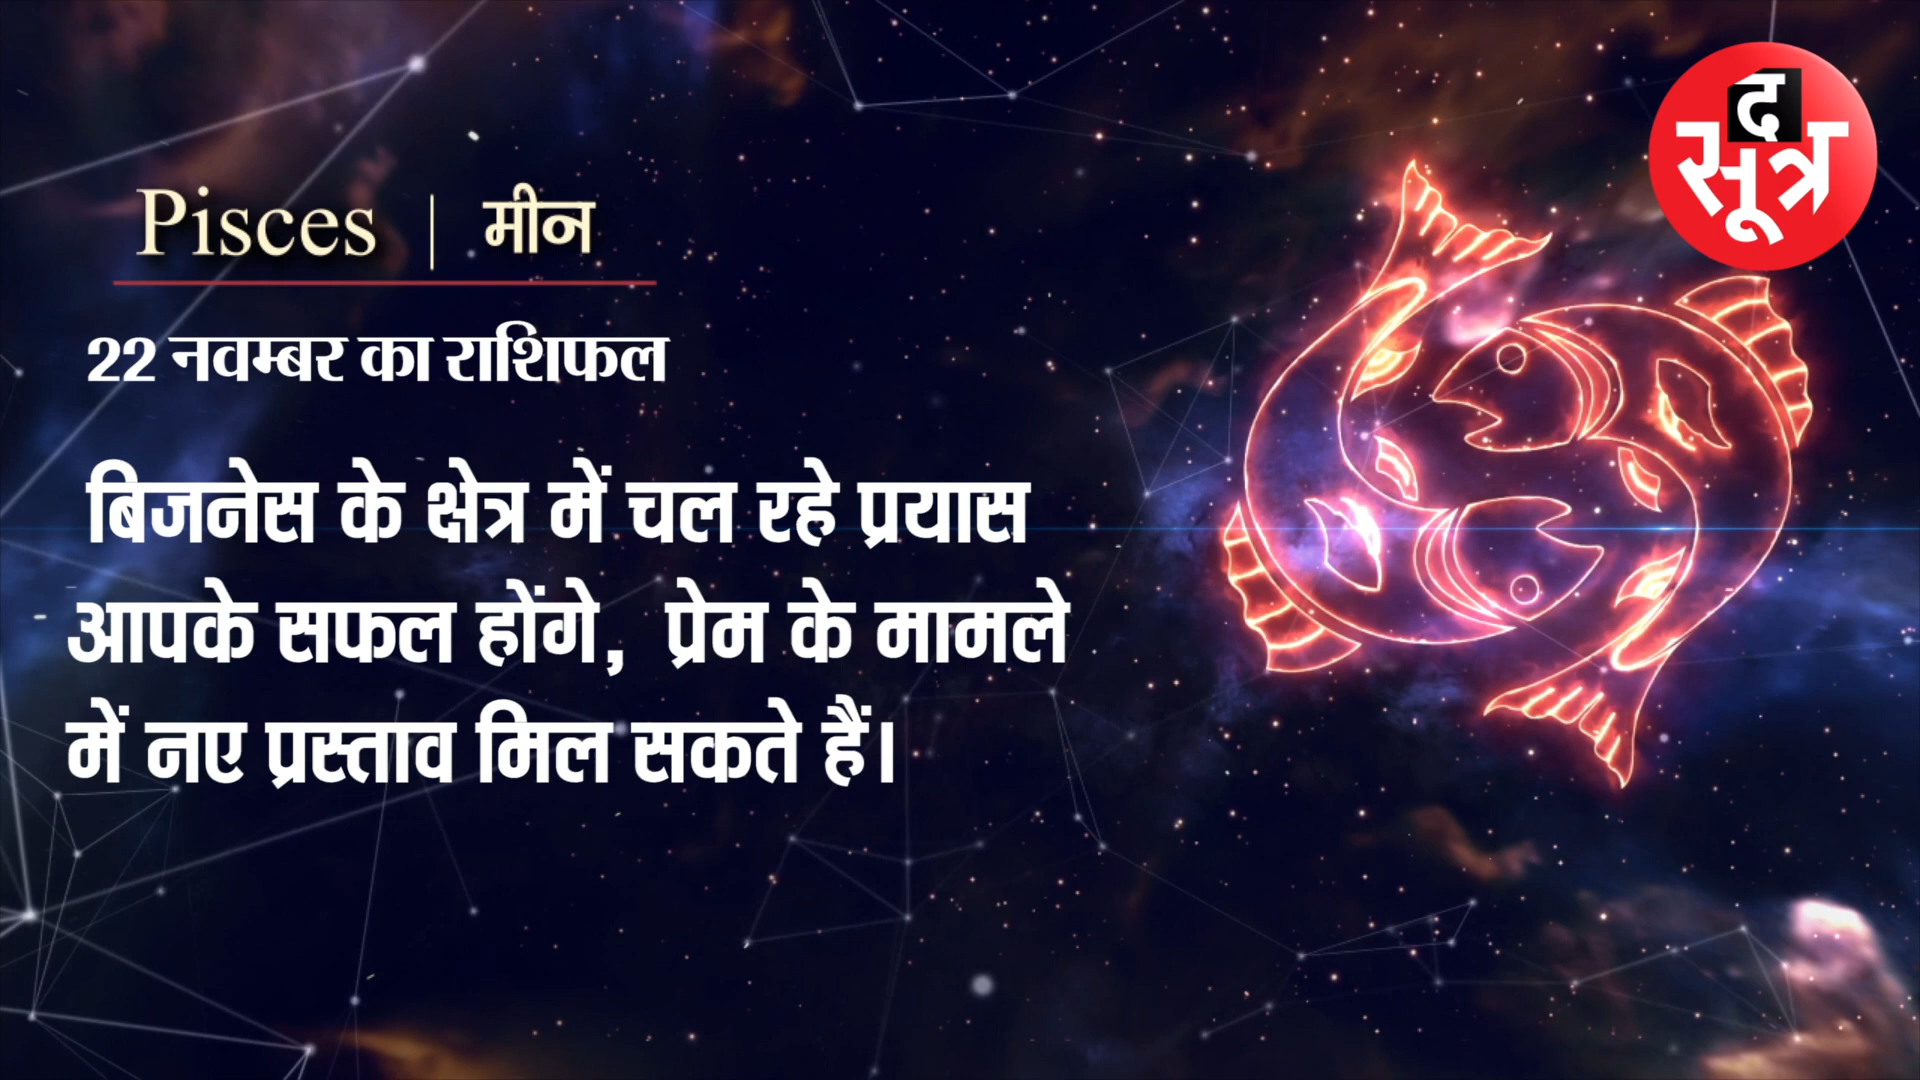 द
सूत्र
Pisces | मीन
22 नवम्बर का राशिफल
बिजनेस के क्षेत्र में चल रहे प्रयास
आपके सफल होंगे, प्रेम के मामले
में नए प्रस्ताव मिल सकते हैं।